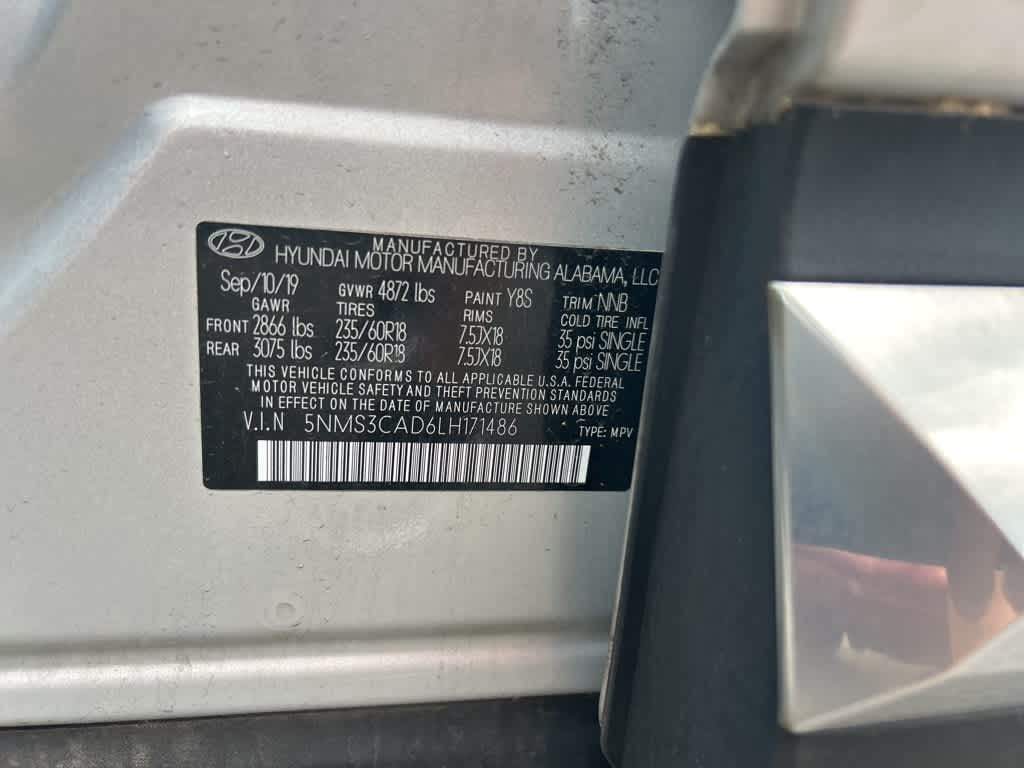 MANUFACTURED BY
HYUNDAI MOTOR MANUFACTURING ALABAMA, LLC
Sep/10/19 GVWR 4872 lbs PAINT Y8S TRIM NNB
GAWR TIRES RIMS COLD TIRE INFL
FRONT 2866 lbs 235/60R18 7.5JX18 35 psi SINGLE
REAR 3075 lbs 235/60R18 7.5JX18 35 psi SINGLE
THIS VEHICLE CONFORMS TO ALL APPLICABLE U.S.A. FEDERAL
MOTOR VEHICLE SAFETY AND THEFT PREVENTION STANDARDS
IN EFFECT ON THE DATE OF MANUFACTURE SHOWN ABOVE
V.I.N 5NMS3CAD6LH171486 TYPE: MPV